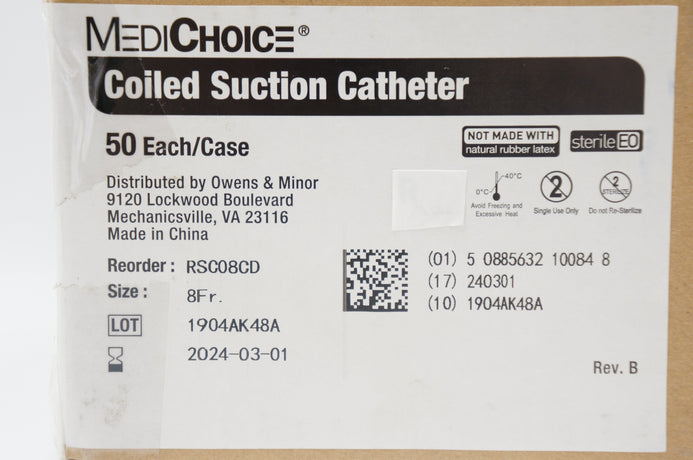 MEDICHOICE®
Coiled Suction Catheter
50 Each/Case
NOT MADE WITH
natural rubber latex
sterile EO
Distributed by Owens & Minor
9120 Lockwood Boulevard
Mechanicsville, VA 23116
Made in China
0°C
40°C
Avoid Freezing and
Excessive Heat
2
Single Use Only
2
STERILIZE
Do not Re-Sterilize
Reorder: RSC08CD
Size: 8Fr.
LOT 1904AK48A
2024-03-01
(01) 5 0885632 10084 8
(17) 240301
(10) 1904AK48A
Rev. B